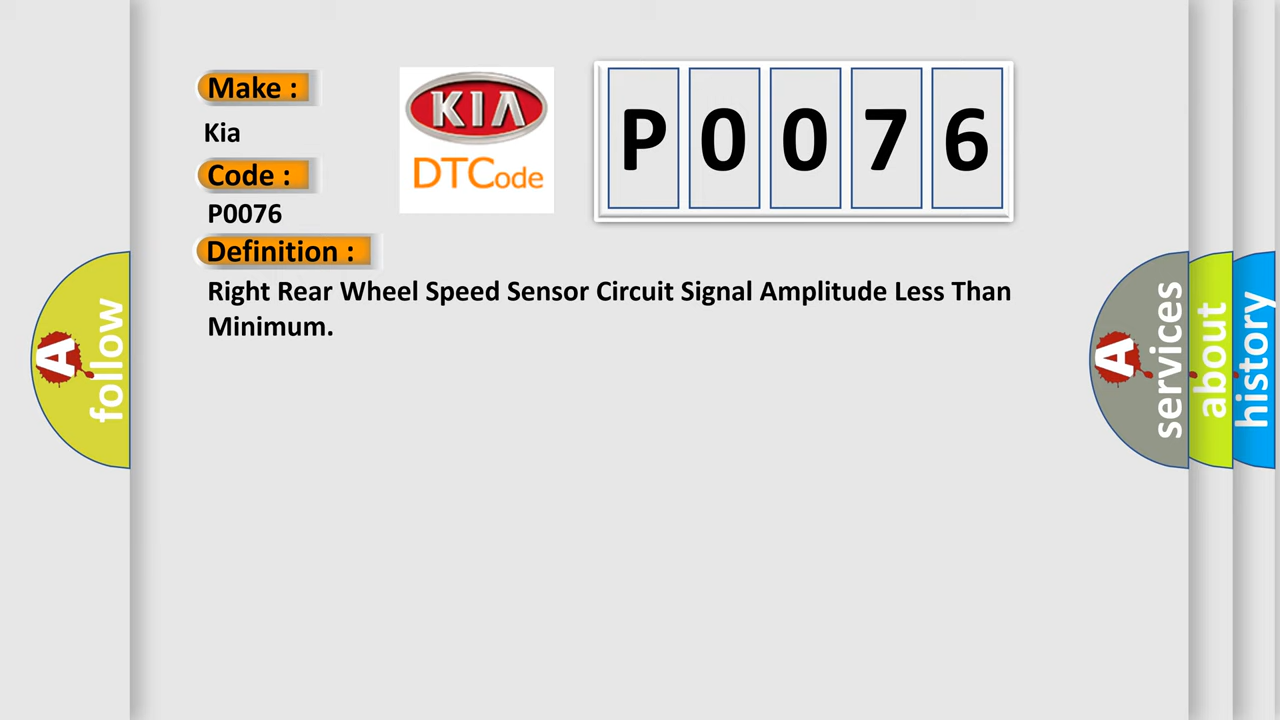 Make :
Kia
Code :
P0076
Definition :
Right Rear Wheel Speed Sensor Circuit Signal Amplitude Less Than
Minimum.
KIA
DTCode
P 0 0 7 6
A follow
A services
about
history